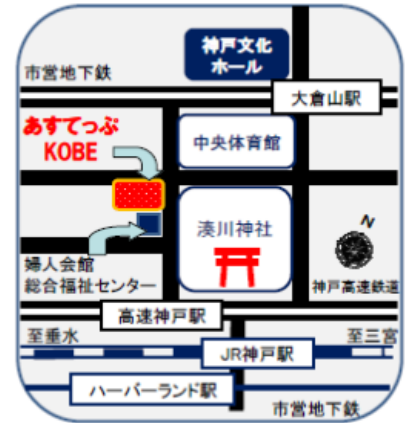 神戸文化
ホール
市営地下鉄
大倉山駅
あすてっぷ
KOBE
中央体育館
湊川神社
N
婦人会館
総合福祉センター
神戸高速鉄道
高速神戸駅
至垂水
至三宮
JR神戸駅
ハーバーランド駅
市営地下鉄